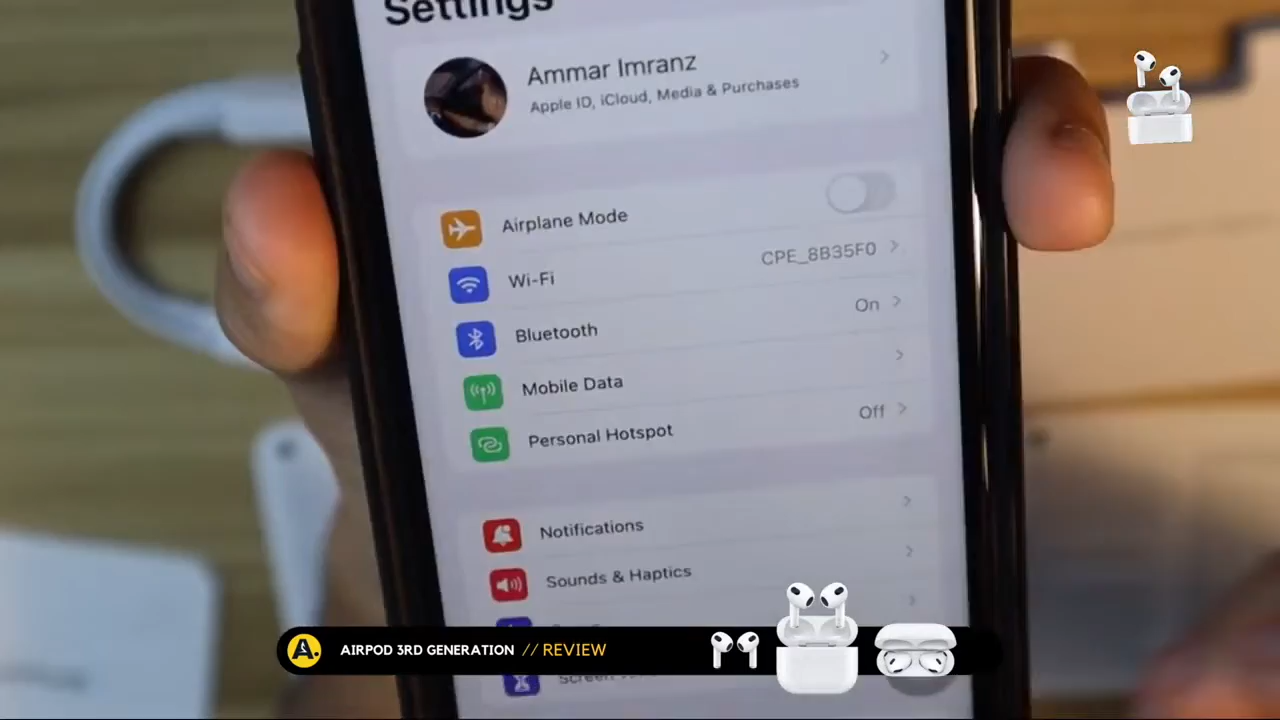 Settings
Ammar Imranz
Apple ID, iCloud, Media & Purchases
Airplane Mode
Wi-Fi CPE_8B35F0
Bluetooth On
Mobile Data
Personal Hotspot Off
Notifications
Sounds & Haptics
A. AIRPOD 3RD GENERATION // REVIEW
Screen